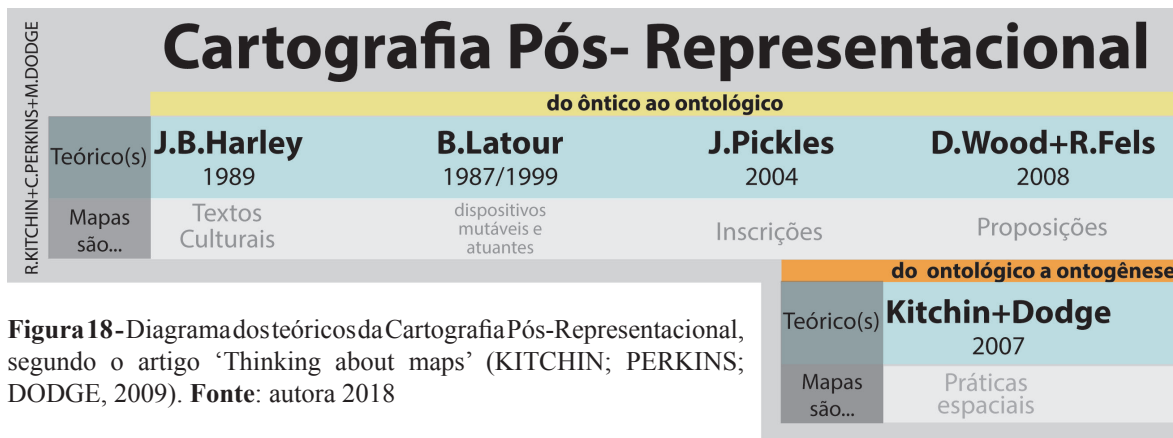 Cartografia Pós- Representacional
R.KITCHIN+C.PERKINS+M.DODGE
do ôntico ao ontológico
Teórico(s)
J.B.Harley
1989
B.Latour
1987/1999
J.Pickles
2004
D.Wood+R.Fels
2008
Mapas
são...
Textos
Culturais
dispositivos
mutáveis e
atuantes
Inscrições
Proposições
do ontológico a ontogênese
Teórico(s)
Kitchin+Dodge
2007
Mapas
são...
Práticas
espaciais
Figura 18 - Diagrama dos teóricos da Cartografia Pós-Representacional,
segundo o artigo ‘Thinking about maps’ (KITCHIN; PERKINS;
DODGE, 2009). Fonte: autora 2018